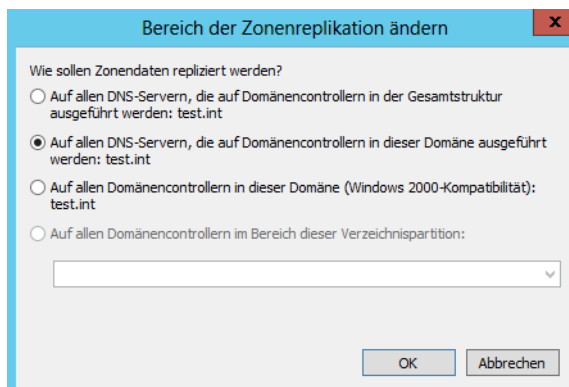 Bereich der Zonenreplikation ändern
x
Wie sollen Zonendaten repliziert werden?
Auf allen DNS-Servern, die auf Domänencontrollern in der Gesamtstruktur
ausgeführt werden: test.int
Auf allen DNS-Servern, die auf Domänencontrollern in dieser Domäne ausgeführt
werden: test.int
Auf allen Domänencontrollern in dieser Domäne (Windows 2000-Kompatibilität):
test.int
Auf allen Domänencontrollern im Bereich dieser Verzeichnispartition:
OK Abbrechen